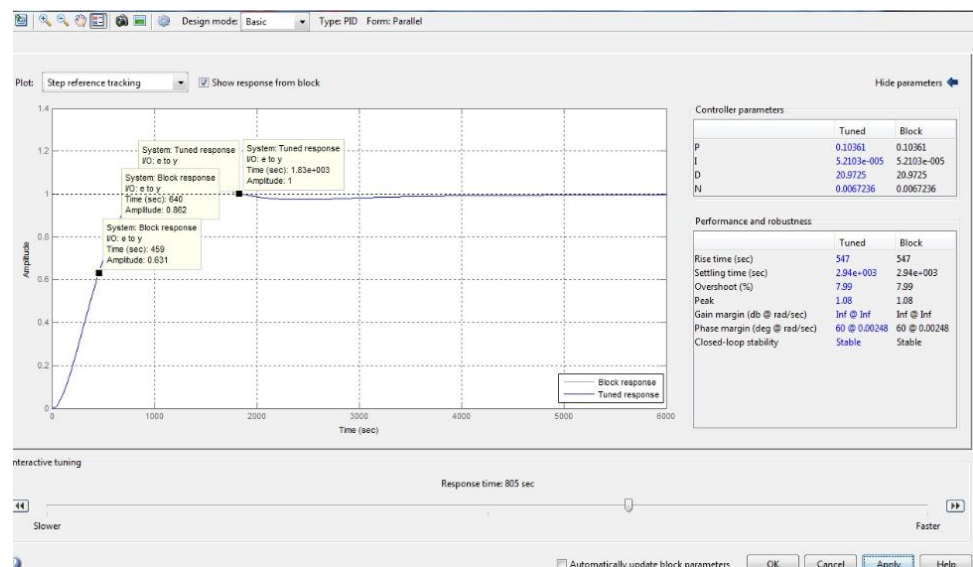 Design mode: Basic Type: PID Form: Parallel
Plot: Step reference tracking Show response from block Hide parameters
1.4
1.2
1
0.8
0.6
0.4
0.2
0
Amplitude
System: Tuned response
I/O: e to y
System: Tuned response
I/O: e to y
Time (sec): 1.83e+003
Amplitude: 1
System: Block response
I/O: e to y
Time (sec): 640
Amplitude: 0.862
System: Block response
I/O: e to y
Time (sec): 459
Amplitude: 0.631
Block response
Tuned response
0 1000 2000 3000 4000 5000 6000
Time (sec)
Controller parameters
Tuned Block
P 0.10361 0.10361
I 5.2103e-005 5.2103e-005
D 20.9725 20.9725
N 0.0067236 0.0067236
Performance and robustness
Tuned Block
Rise time (sec) 547 547
Settling time (sec) 2.94e+003 2.94e+003
Overshoot (%) 7.99 7.99
Peak 1.08 1.08
Gain margin (db @ rad/sec) Inf @ Inf Inf @ Inf
Phase margin (deg @ rad/sec) 60 @ 0.00248 60 @ 0.00248
Closed-loop stability Stable Stable
nteractive tuning
Response time: 805 sec
Slower Faster
Automatically update block parameters OK Cancel Apply Help